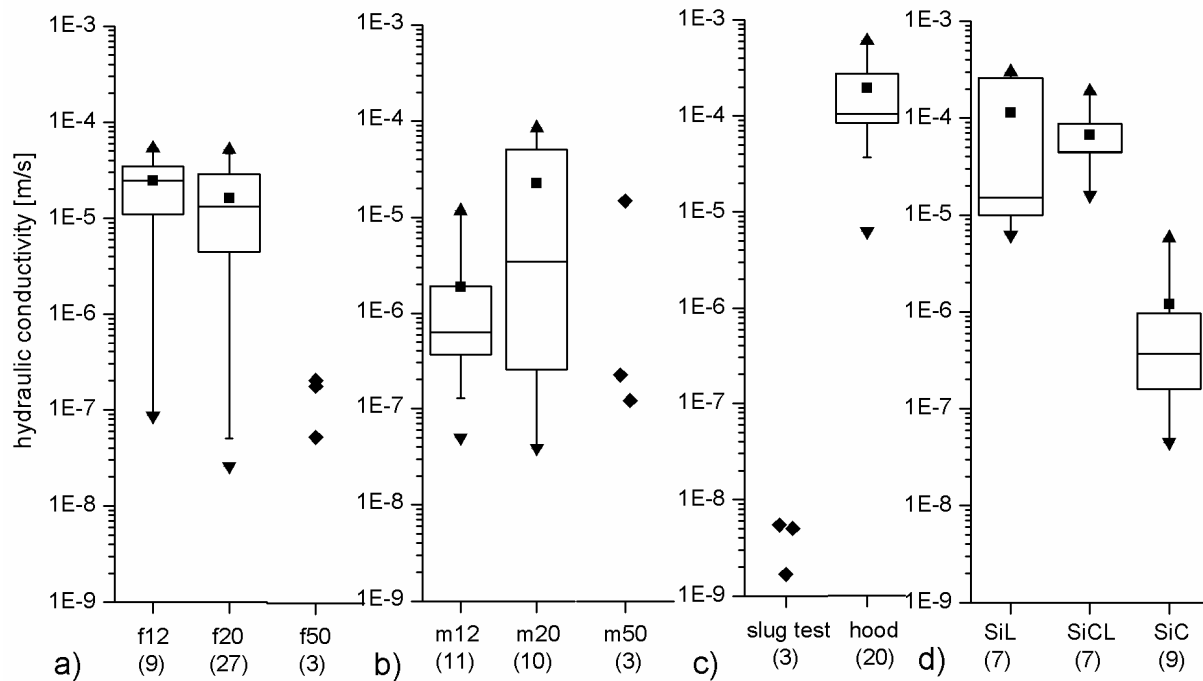 hydraulic conductivity [m/s]
1E-3
1E-4
1E-5
1E-6
1E-7
1E-8
1E-9
f12
(9)
f20
(27)
f50
(3)
a)
1E-3
1E-4
1E-5
1E-6
1E-7
1E-8
1E-9
m12
(11)
m20
(10)
m50
(3)
b)
1E-3
1E-4
1E-5
1E-6
1E-7
1E-8
1E-9
slug test
(3)
hood
(20)
c)
1E-3
1E-4
1E-5
1E-6
1E-7
1E-8
1E-9
SiL
(7)
SiCL
(7)
SiC
(9)
d)